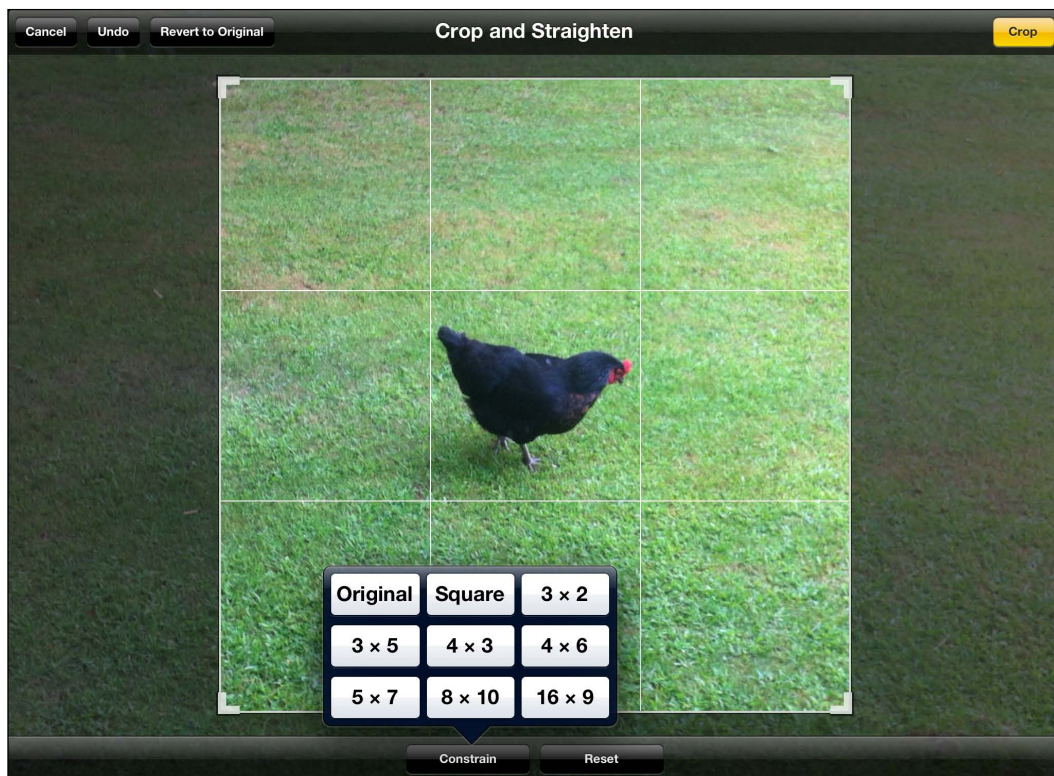 Cancel Undo Revert to Original Crop and Straighten Crop
Original Square 3 × 2
3 × 5 4 × 3 4 × 6
5 × 7 8 × 10 16 × 9
Constrain Reset